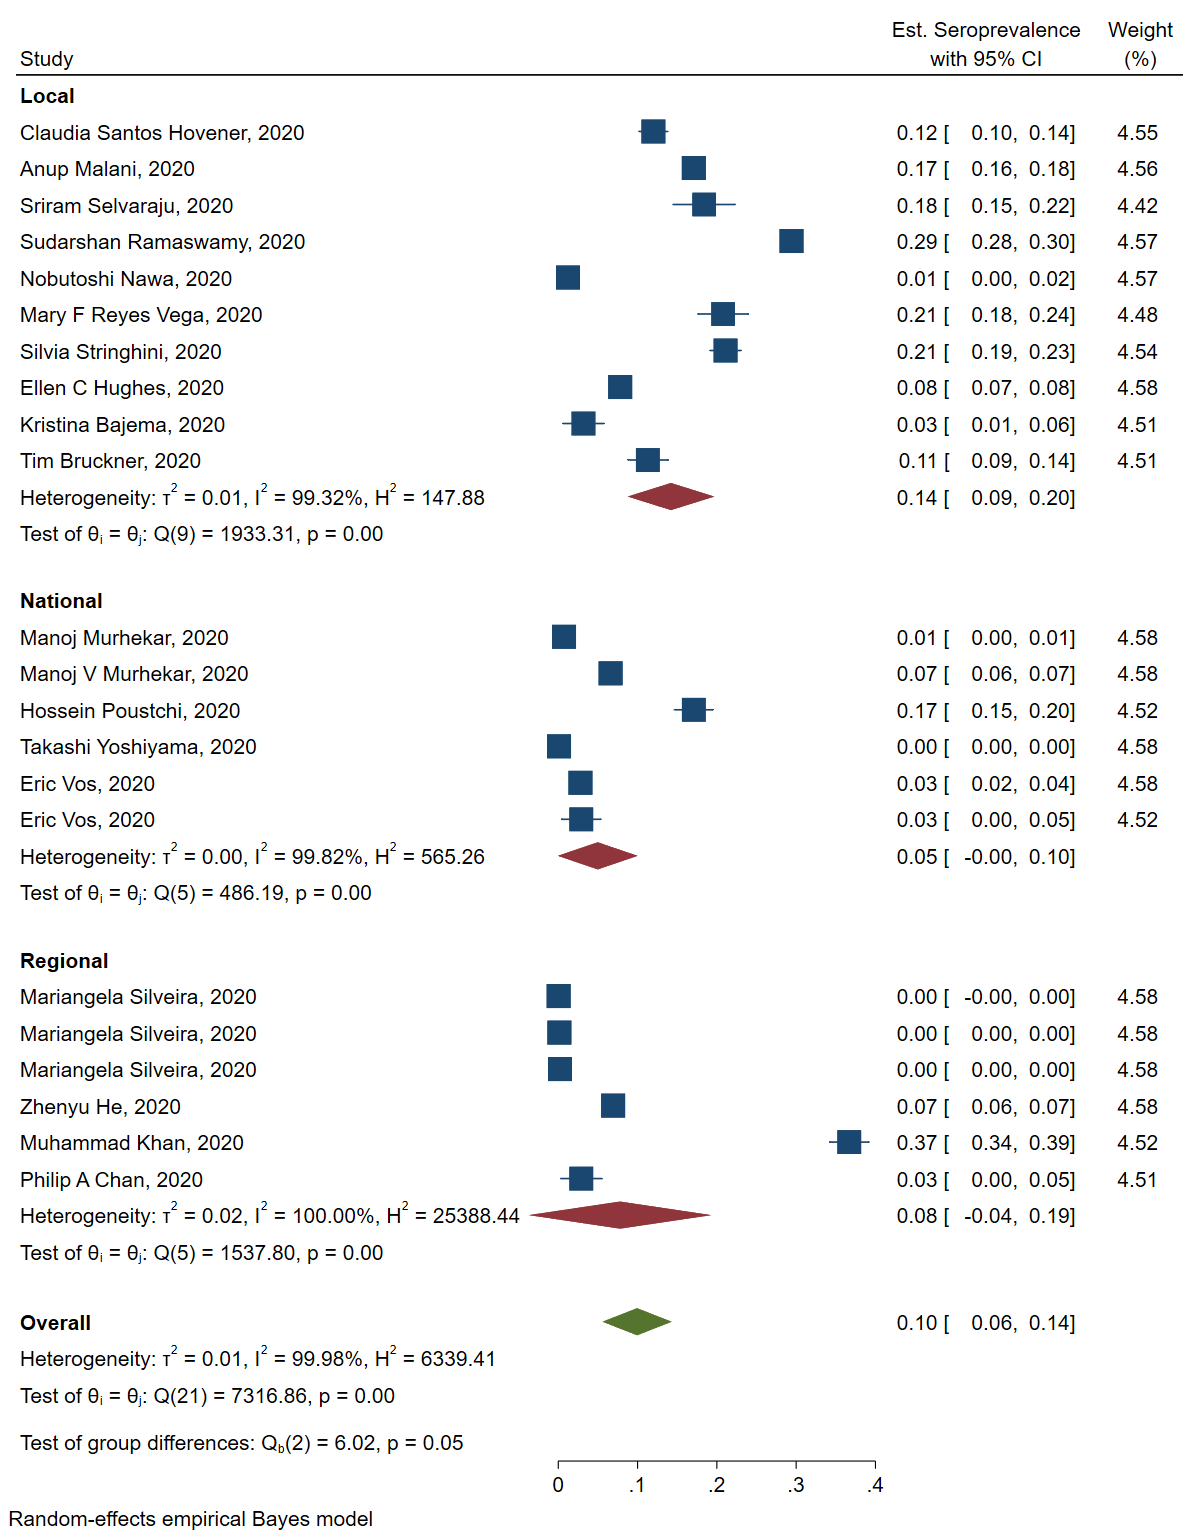 Est. Seroprevalence Weight
Study with 95% CI (%)
Local
Claudia Santos Hovener, 2020 0.12 [ 0.10, 0.14] 4.55
Anup Malani, 2020 0.17 [ 0.16, 0.18] 4.56
Sriram Selvaraju, 2020 0.18 [ 0.15, 0.22] 4.42
Sudarshan Ramaswamy, 2020 0.29 [ 0.28, 0.30] 4.57
Nobutoshi Nawa, 2020 0.01 [ 0.00, 0.02] 4.57
Mary F Reyes Vega, 2020 0.21 [ 0.18, 0.24] 4.48
Silvia Stringhini, 2020 0.21 [ 0.19, 0.23] 4.54
Ellen C Hughes, 2020 0.08 [ 0.07, 0.08] 4.58
Kristina Bajema, 2020 0.03 [ 0.01, 0.06] 4.51
Tim Bruckner, 2020 0.11 [ 0.09, 0.14] 4.51
Heterogeneity: τ² = 0.01, I² = 99.32%, H² = 147.88 0.14 [ 0.09, 0.20]
Test of θᵢ = θⱼ: Q(9) = 1933.31, p = 0.00
National
Manoj Murhekar, 2020 0.01 [ 0.00, 0.01] 4.58
Manoj V Murhekar, 2020 0.07 [ 0.06, 0.07] 4.58
Hossein Poustchi, 2020 0.17 [ 0.15, 0.20] 4.52
Takashi Yoshiyama, 2020 0.00 [ 0.00, 0.00] 4.58
Eric Vos, 2020 0.03 [ 0.02, 0.04] 4.58
Eric Vos, 2020 0.03 [ 0.00, 0.05] 4.52
Heterogeneity: τ² = 0.00, I² = 99.82%, H² = 565.26 0.05 [ -0.00, 0.10]
Test of θᵢ = θⱼ: Q(5) = 486.19, p = 0.00
Regional
Mariangela Silveira, 2020 0.00 [ -0.00, 0.00] 4.58
Mariangela Silveira, 2020 0.00 [ 0.00, 0.00] 4.58
Mariangela Silveira, 2020 0.00 [ 0.00, 0.00] 4.58
Zhenyu He, 2020 0.07 [ 0.06, 0.07] 4.58
Muhammad Khan, 2020 0.37 [ 0.34, 0.39] 4.52
Philip A Chan, 2020 0.03 [ 0.00, 0.05] 4.51
Heterogeneity: τ² = 0.02, I² = 100.00%, H² = 25388.44 0.08 [ -0.04, 0.19]
Test of θᵢ = θⱼ: Q(5) = 1537.80, p = 0.00
Overall 0.10 [ 0.06, 0.14]
Heterogeneity: τ² = 0.01, I² = 99.98%, H² = 6339.41
Test of θᵢ = θⱼ: Q(21) = 7316.86, p = 0.00
Test of group differences: Q_b(2) = 6.02, p = 0.05
0 .1 .2 .3 .4
Random-effects empirical Bayes model